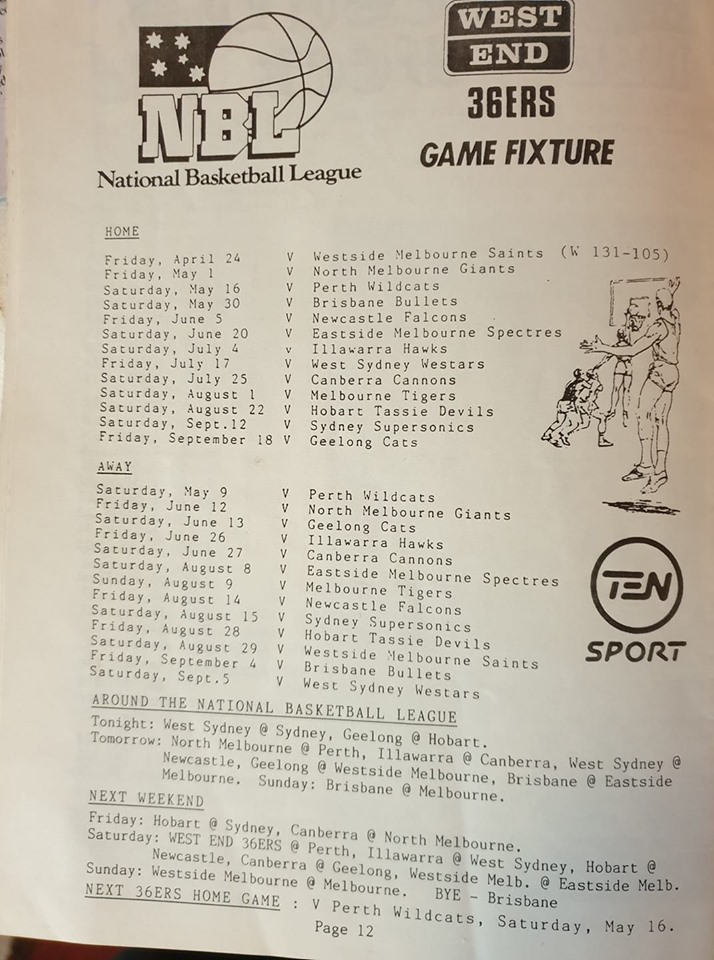 NBL
National Basketball League
WEST
END
36ERS
GAME FIXTURE
HOME
Friday, April 24 V Westside Melbourne Saints (W 131-105)
Friday, May 1 V North Melbourne Giants
Saturday, May 16 V Perth Wildcats
Saturday, May 30 V Brisbane Bullets
Friday, June 5 V Newcastle Falcons
Saturday, June 20 V Eastside Melbourne Spectres
Saturday, July 4 v Illawarra Hawks
Friday, July 17 V West Sydney Westars
Saturday, July 25 V Canberra Cannons
Saturday, August 1 V Melbourne Tigers
Saturday, August 22 V Hobart Tassie Devils
Saturday, Sept.12 V Sydney Supersonics
Friday, September 18 V Geelong Cats
AWAY
Saturday, May 9 V Perth Wildcats
Friday, June 12 V North Melbourne Giants
Saturday, June 13 V Geelong Cats
Friday, June 26 V Illawarra Hawks
Saturday, June 27 V Canberra Cannons
Saturday, August 8 V Eastside Melbourne Spectres
Sunday, August 9 V Melbourne Tigers
Friday, August 14 V Newcastle Falcons
Saturday, August 15 V Sydney Supersonics
Friday, August 28 V Hobart Tassie Devils
Saturday, August 29 V Westside Melbourne Saints
Friday, September 4 V Brisbane Bullets
Saturday, Sept.5 V West Sydney Westars
TEN
SPORT
AROUND THE NATIONAL BASKETBALL LEAGUE
Tonight: West Sydney @ Sydney, Geelong @ Hobart.
Tomorrow: North Melbourne @ Perth, Illawarra @ Canberra, West Sydney @
Newcastle, Geelong @ Westside Melbourne, Brisbane @ Eastside
Melbourne. Sunday: Brisbane @ Melbourne.
NEXT WEEKEND
Friday: Hobart @ Sydney, Canberra @ North Melbourne.
Saturday: WEST END 36ERS @ Perth, Illawarra @ West Sydney, Hobart @
Newcastle, Canberra @ Geelong, Westside Melb. @ Eastside Melb.
Sunday: Westside Melbourne @ Melbourne. BYE - Brisbane
NEXT 36ERS HOME GAME : V Perth Wildcats, Saturday, May 16.
Page 12